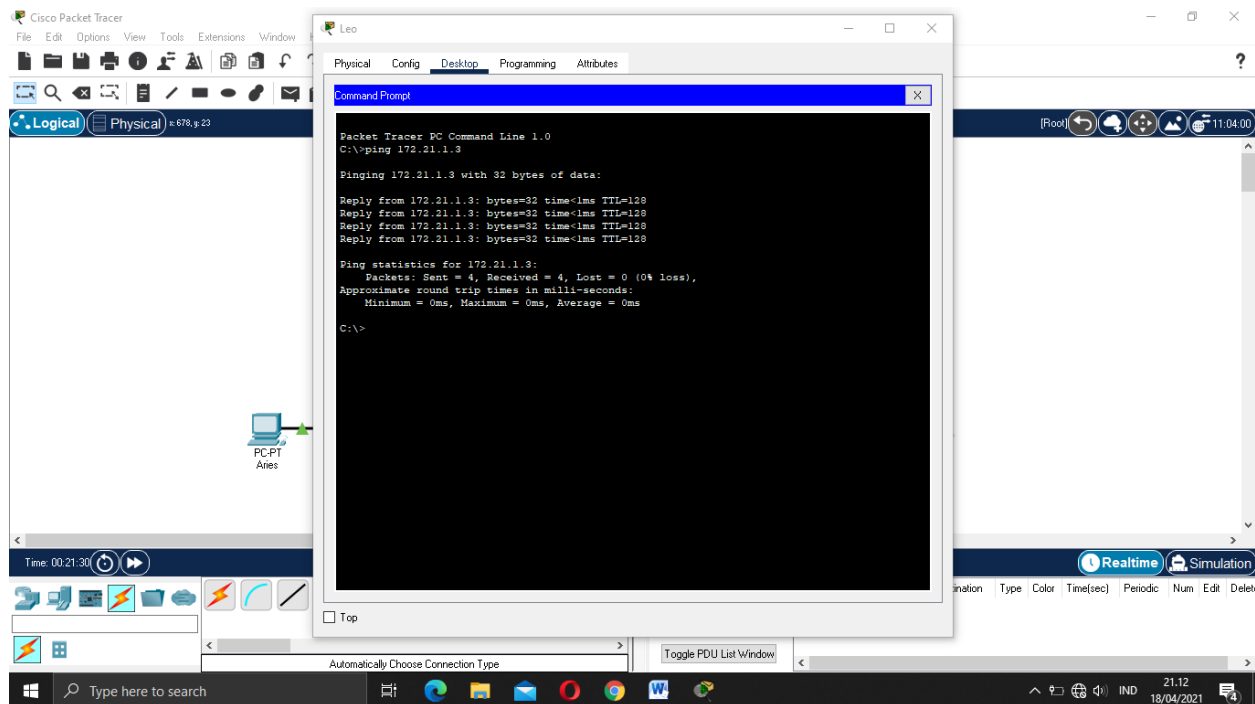 Cisco Packet Tracer
File Edit Options View Tools Extensions Window
Logical Physical x: 678, y: 23
[Root] 11:04:00
PC-PT
Aries
Leo
Physical Config Desktop Programming Attributes
Command Prompt X
Packet Tracer PC Command Line 1.0
C:\>ping 172.21.1.3
Pinging 172.21.1.3 with 32 bytes of data:
Reply from 172.21.1.3: bytes=32 time<1ms TTL=128
Reply from 172.21.1.3: bytes=32 time<1ms TTL=128
Reply from 172.21.1.3: bytes=32 time<1ms TTL=128
Reply from 172.21.1.3: bytes=32 time<1ms TTL=128
Ping statistics for 172.21.1.3:
Packets: Sent = 4, Received = 4, Lost = 0 (0% loss),
Approximate round trip times in milli-seconds:
Minimum = 0ms, Maximum = 0ms, Average = 0ms
C:\>
Top
Time: 00:21:30
Realtime Simulation
Type Color Time(sec) Periodic Num Edit
Toggle PDU List Window
Automatically Choose Connection Type
Type here to search
IND
21.12
18/04/2021
4